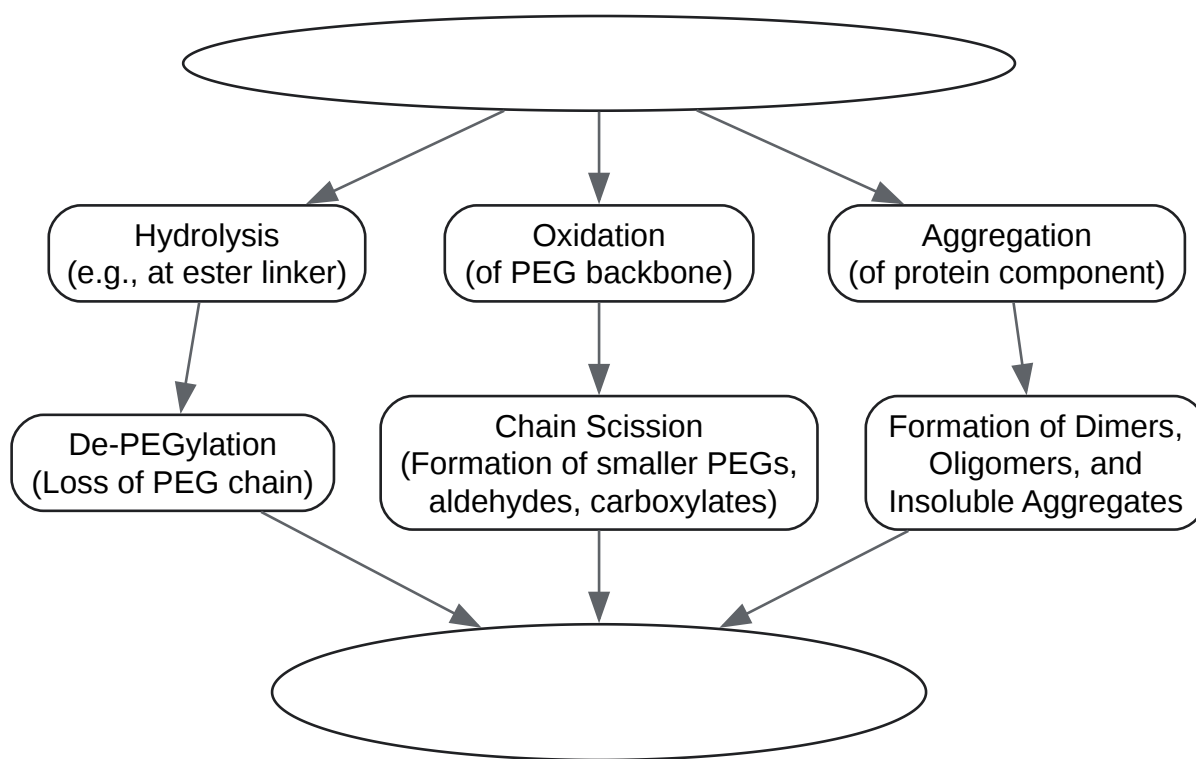 Hydrolysis
(e.g., at ester linker)
Oxidation
(of PEG backbone)
Aggregation
(of protein component)
De-PEGylation
(Loss of PEG chain)
Chain Scission
(Formation of smaller PEGs,
aldehydes, carboxylates)
Formation of Dimers,
Oligomers, and
Insoluble Aggregates